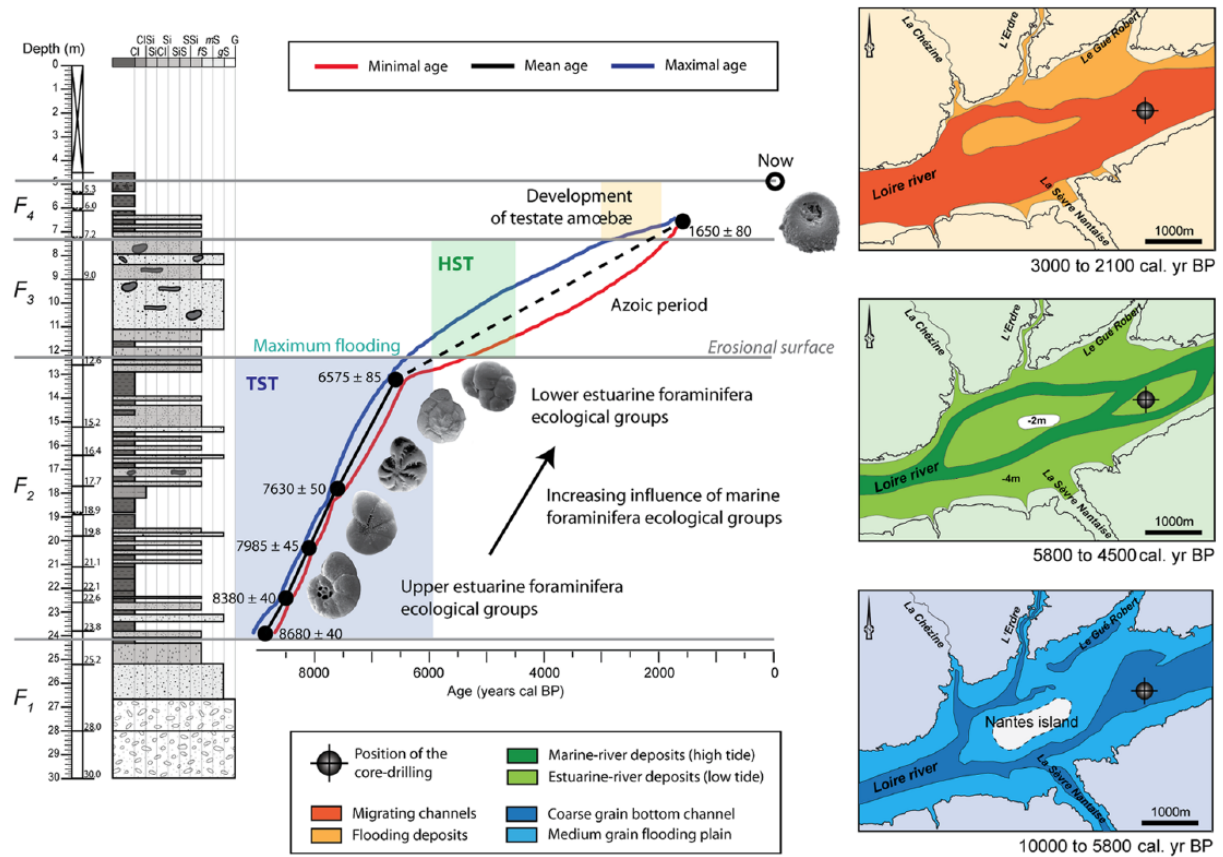 Depth (m)
ClSi Si SSi mS G
Cl SiCl SiS fS gS
Minimal age
Mean age
Maximal age
0
1
2
3
4
5
6
7
8
9
10
11
12
13
14
15
16
17
18
19
20
21
22
23
24
25
26
27
28
29
30
5.3
6.0
7.2
9.0
12.6
15.2
16.4
17.7
18.9
19.8
21.1
22.1
22.6
23.8
25.2
28.0
30.0
F4
F3
F2
F1
Now
Development
of testate amœbæ
1650 ± 80
HST
Azoic period
Maximum flooding
Erosional surface
TST
6575 ± 85
Lower estuarine foraminifera
ecological groups
7630 ± 50
Increasing influence of marine
foraminifera ecological groups
7985 ± 45
Upper estuarine foraminifera
ecological groups
8380 ± 40
8680 ± 40
8000
6000
4000
2000
0
Age (years cal BP)
Position of the
core-drilling
Migrating channels
Flooding deposits
Marine-river deposits (high tide)
Estuarine-river deposits (low tide)
Coarse grain bottom channel
Medium grain flooding plain
La Chézine
L'Erdre
Le Gué Robert
Loire river
La Sèvre Nantaise
1000m
3000 to 2100 cal. yr BP
La Chézine
L'Erdre
Le Gué Robert
-2m
Loire river
-4m
La Sèvre Nantaise
1000m
5800 to 4500 cal. yr BP
La Chézine
L'Erdre
Le Gué Robert
Nantes island
Loire river
La Sèvre Nantaise
1000m
10000 to 5800 cal. yr BP